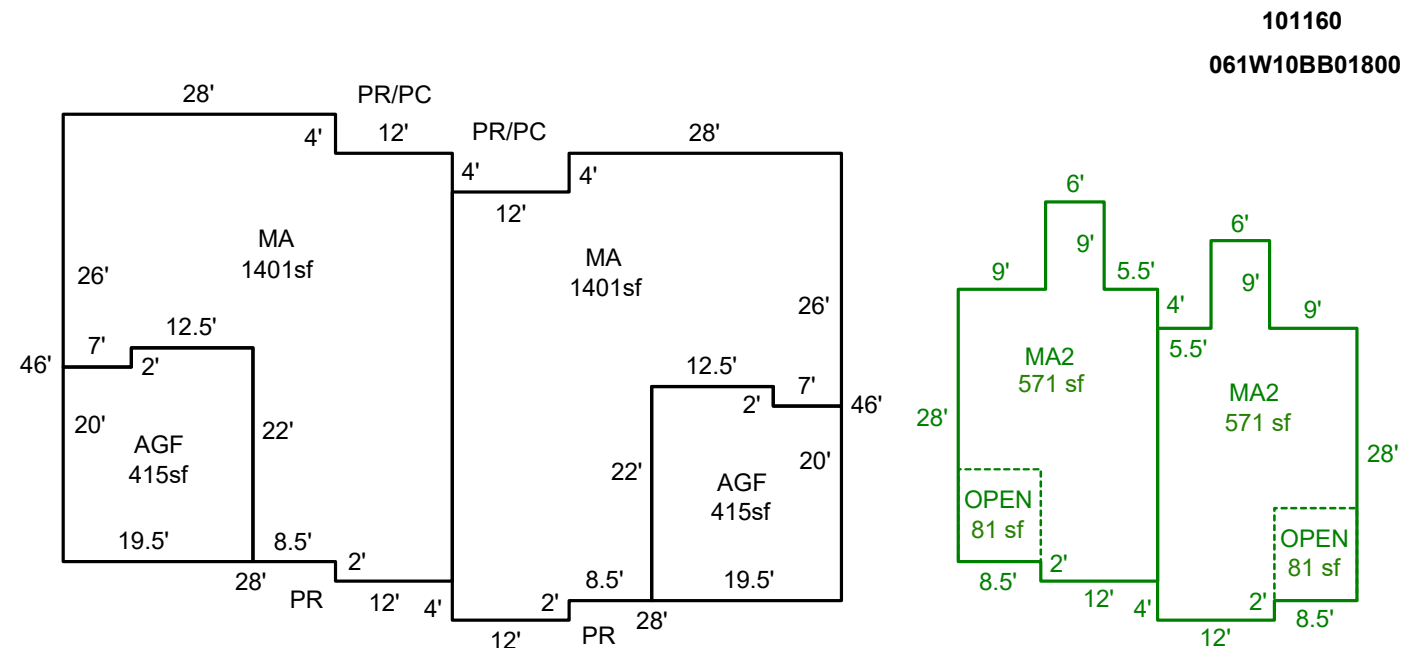 101160
061W10BB01800
28'
PR/PC
4'
12'
PR/PC
28'
4'
4'
12'
MA
1401sf
MA
1401sf
26'
26'
7'
12.5'
2'
46'
20'
AGF
415sf
22'
19.5'
8.5'
28'
2'
PR
12'
4'
12.5'
7'
2'
46'
22'
20'
AGF
415sf
8.5'
19.5'
2'
28'
12'
PR
6'
9'
9'
5.5'
6'
4'
9'
9'
5.5'
MA2
571 sf
MA2
571 sf
28'
28'
OPEN
81 sf
OPEN
81 sf
2'
8.5'
12'
4'
2'
8.5'
12'